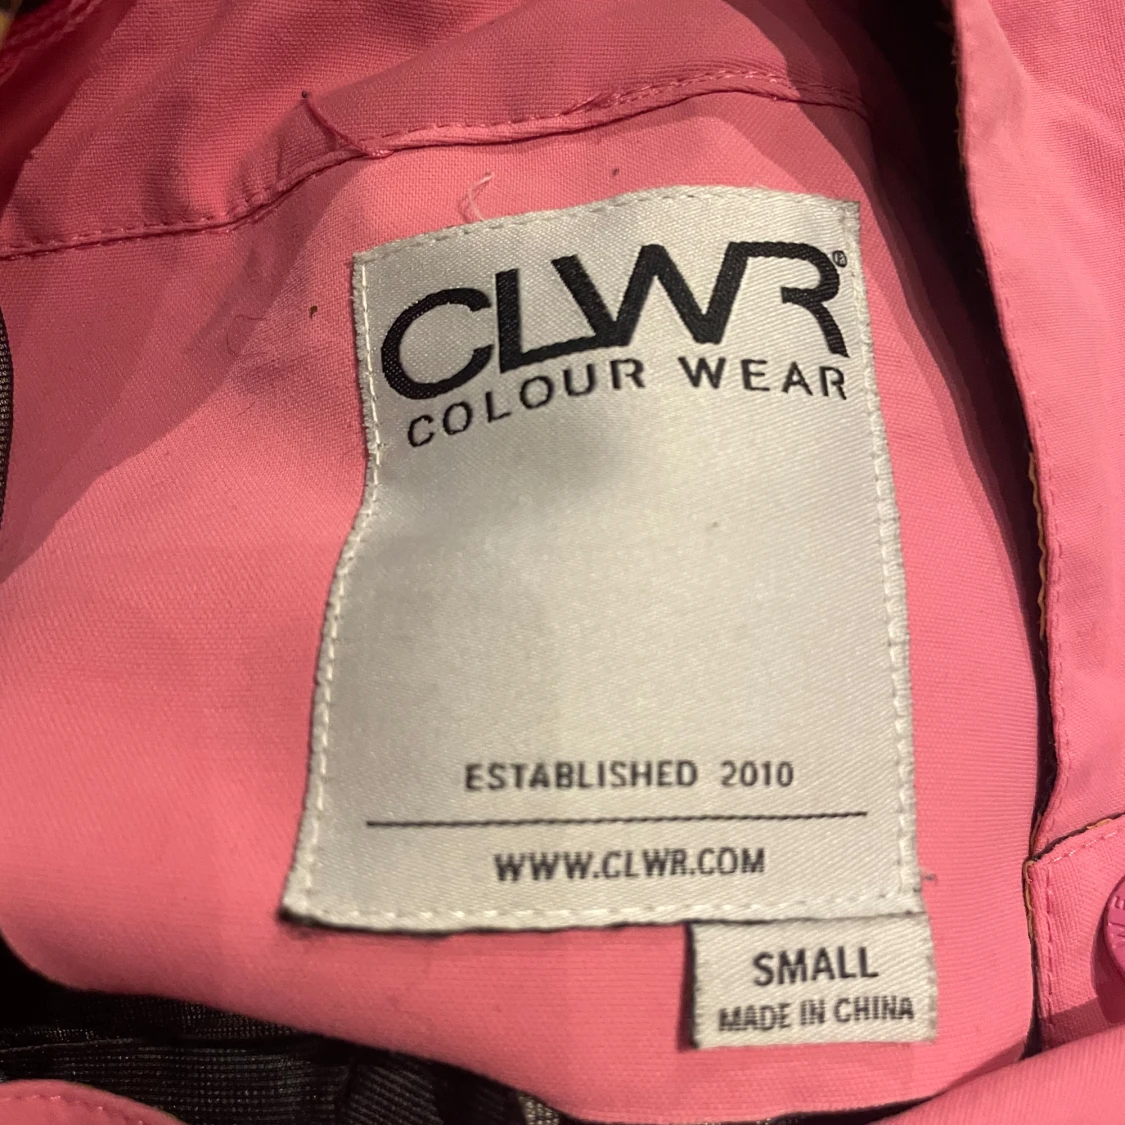 CLWR®
COLOUR WEAR
ESTABLISHED 2010
WWW.CLWR.COM
SMALL
MADE IN CHINA